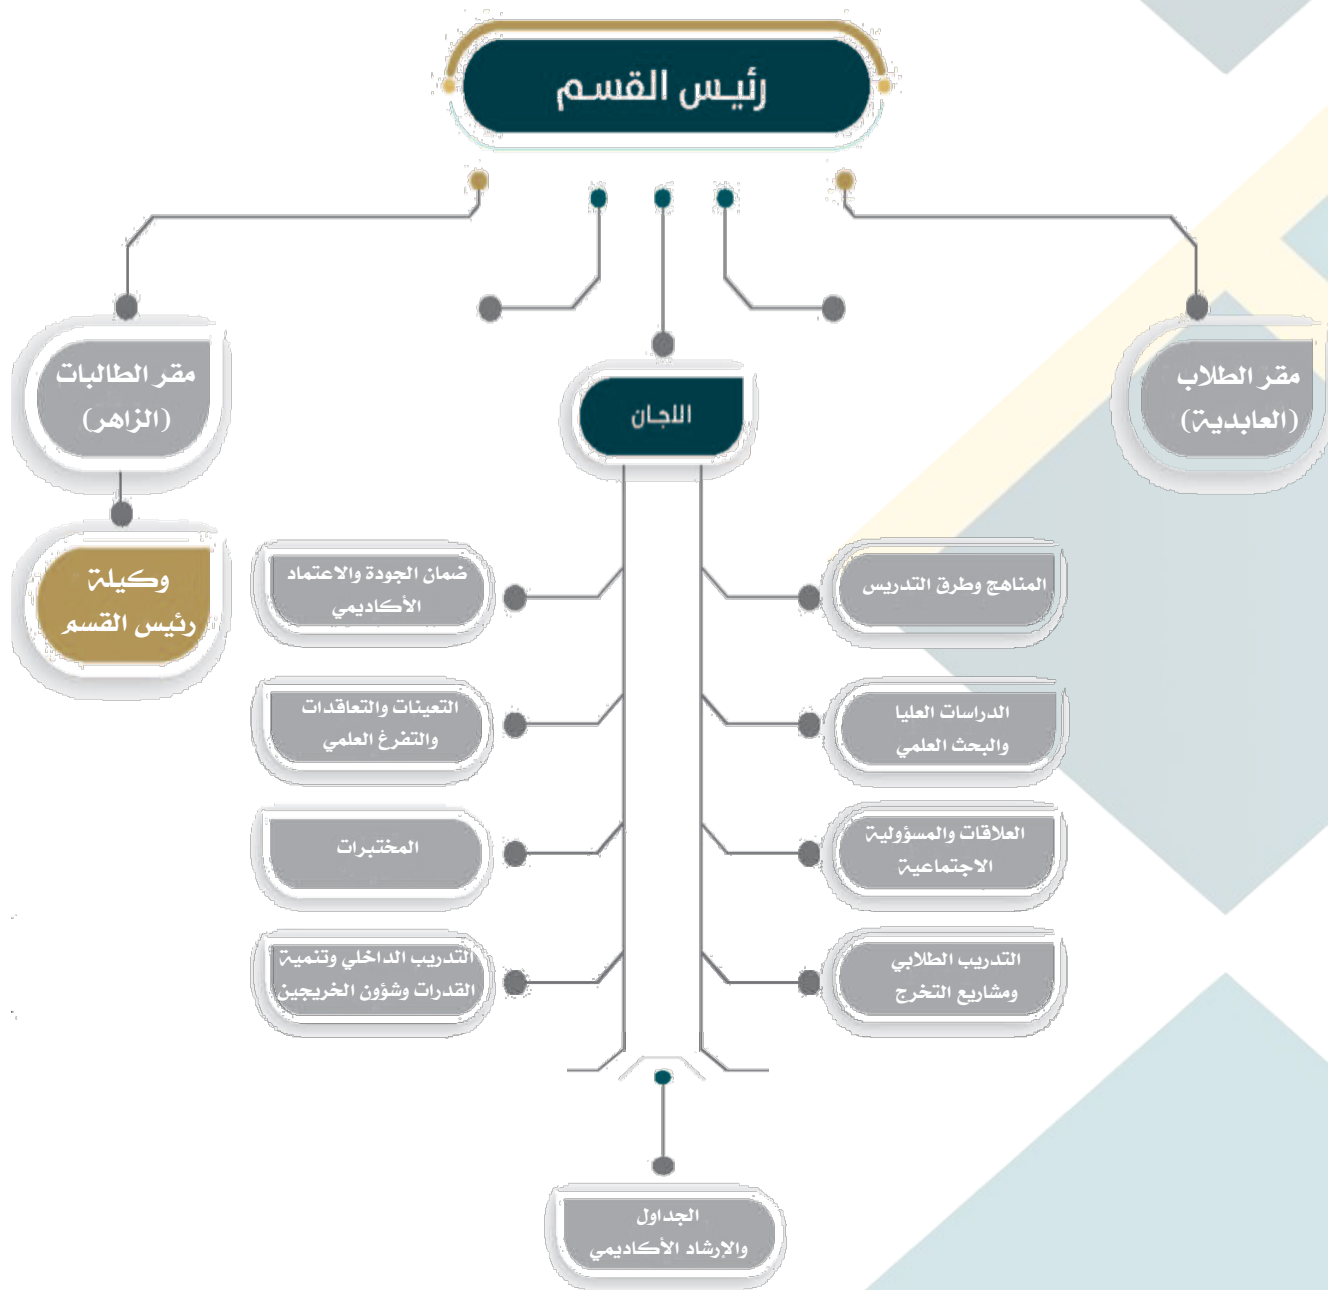 رئيس القسم
مقر الطلاب
(العابدية)
مقر الطالبات
(الزاهر)
وكيلة
رئيس القسم
اللجان
المناهج وطرق التدريس
ضمان الجودة والاعتماد
الأكاديمي
الدراسات العليا
والبحث العلمي
التعينات والتعاقدات
والتفرغ العلمي
العلاقات والمسؤولية
الاجتماعية
المختبرات
التدريب الطلابي
ومشاريع التخرج
التدريب الداخلي وتنمية
القدرات وشؤون الخريجين
الجداول
والإرشاد الأكاديمي